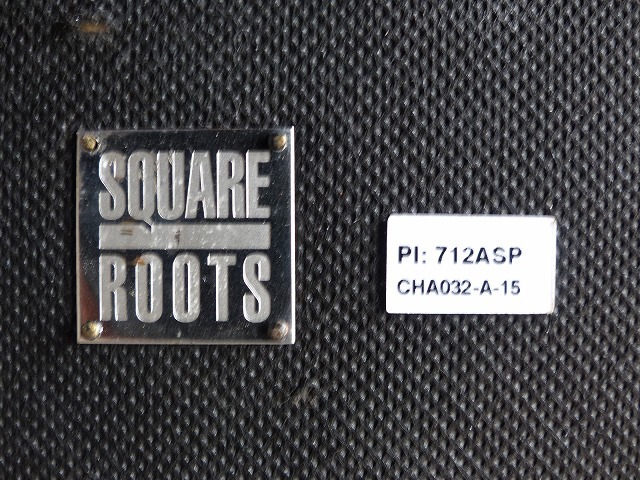 SQUARE
ROOTS
PI: 712ASP
CHA032-A-15